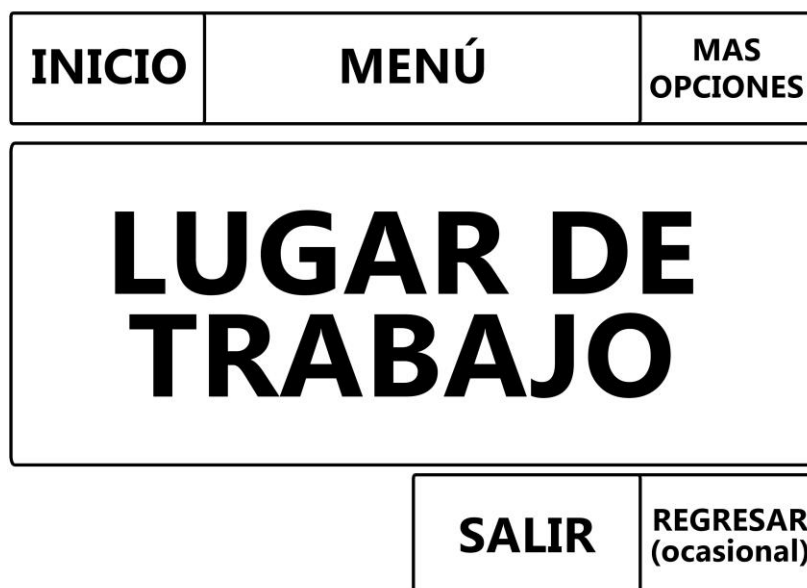 INICIO
MENÚ
MAS
OPCIONES
LUGAR DE
TRABAJO
SALIR
REGRESAR
(ocasional)